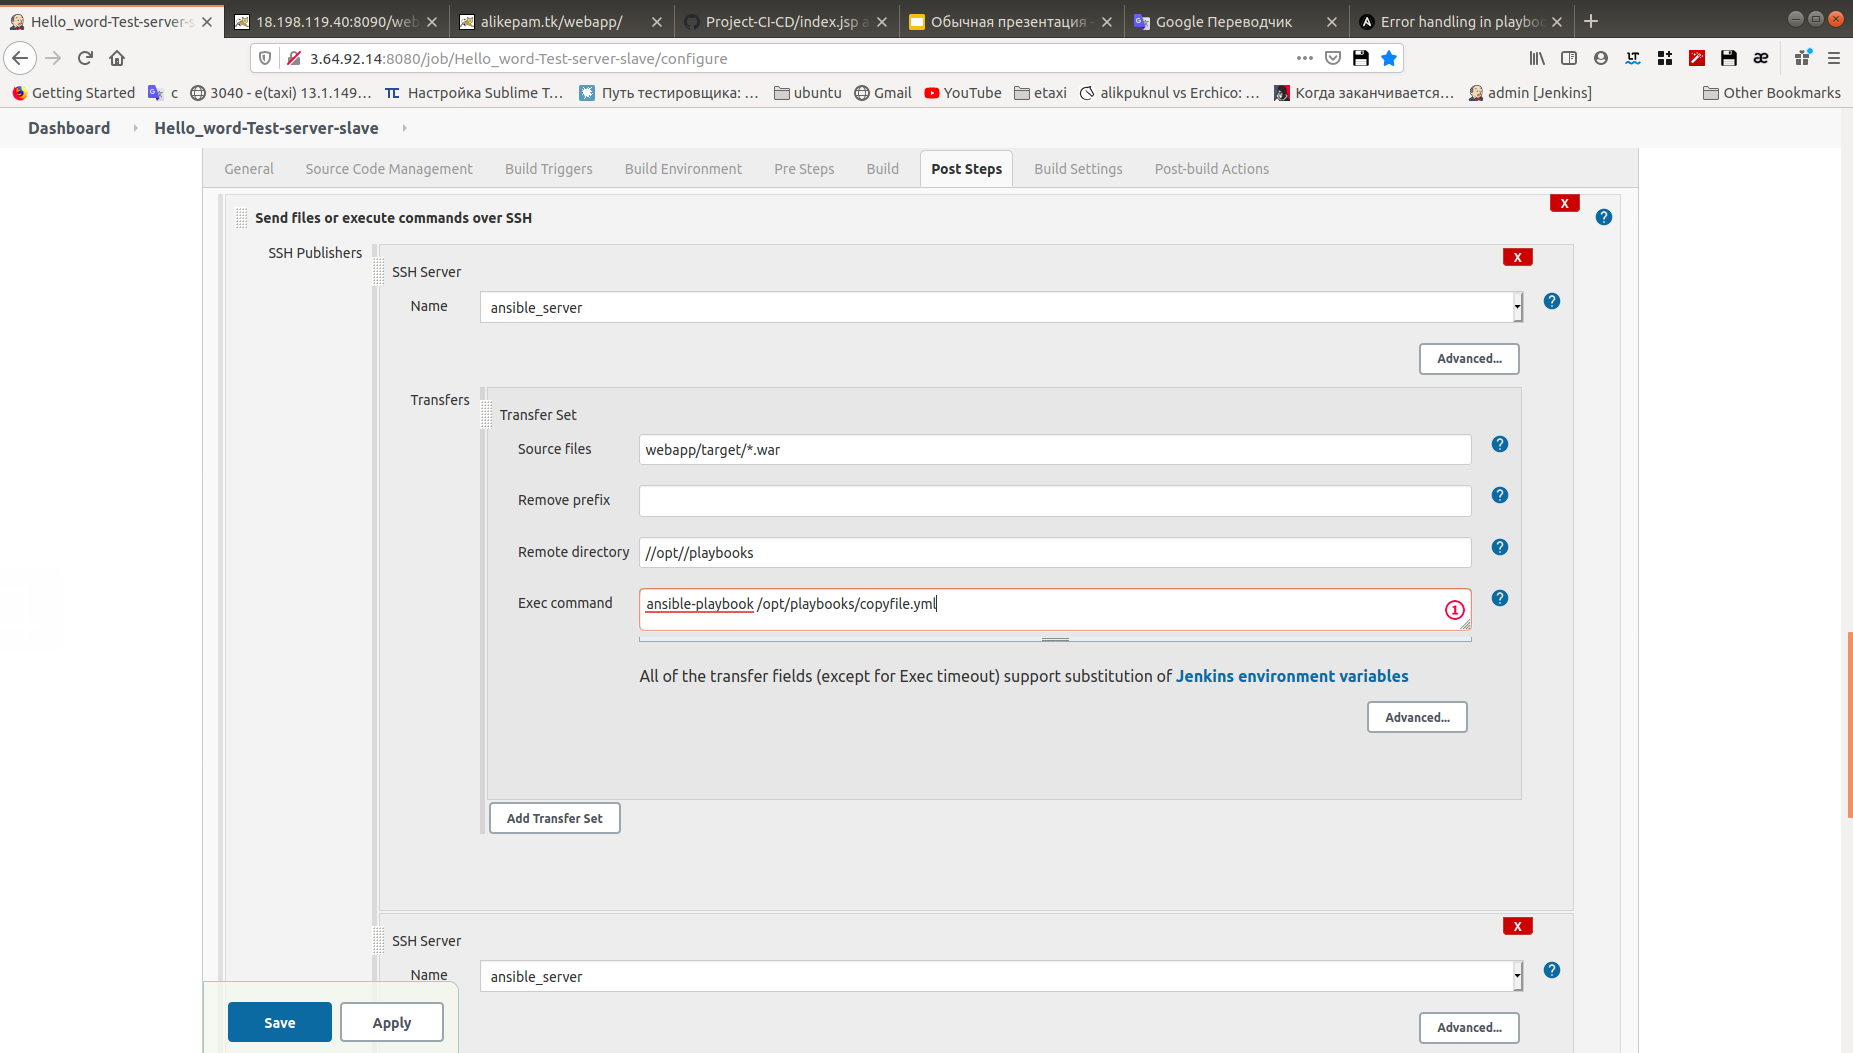 Hello_word-Test-server-s
18.198.119.40:8090/web
alikepam.tk/webapp/
Project-CI-CD/index.jsp a
Обычная презентация -
Google Переводчик
Error handling in playboo
3.64.92.14:8080/job/Hello_word-Test-server-slave/configure
Getting Started
c
3040 - e(taxi) 13.1.149…
Настройка Sublime T…
Путь тестировщика: …
ubuntu
Gmail
YouTube
etaxi
alikpuknul vs Erchico: …
Когда заканчивается…
admin [Jenkins]
Other Bookmarks
Dashboard
Hello_word-Test-server-slave
General
Source Code Management
Build Triggers
Build Environment
Pre Steps
Build
Post Steps
Build Settings
Post-build Actions
X
Send files or execute commands over SSH
?
SSH Publishers
X
SSH Server
Name
ansible_server
?
Advanced...
Transfers
Transfer Set
Source files
webapp/target/*.war
?
Remove prefix
?
Remote directory
//opt//playbooks
?
Exec command
ansible-playbook /opt/playbooks/copyfile.yml
1
?
All of the transfer fields (except for Exec timeout) support substitution of Jenkins environment variables
Advanced...
Add Transfer Set
X
SSH Server
Name
ansible_server
?
Save
Apply
Advanced...